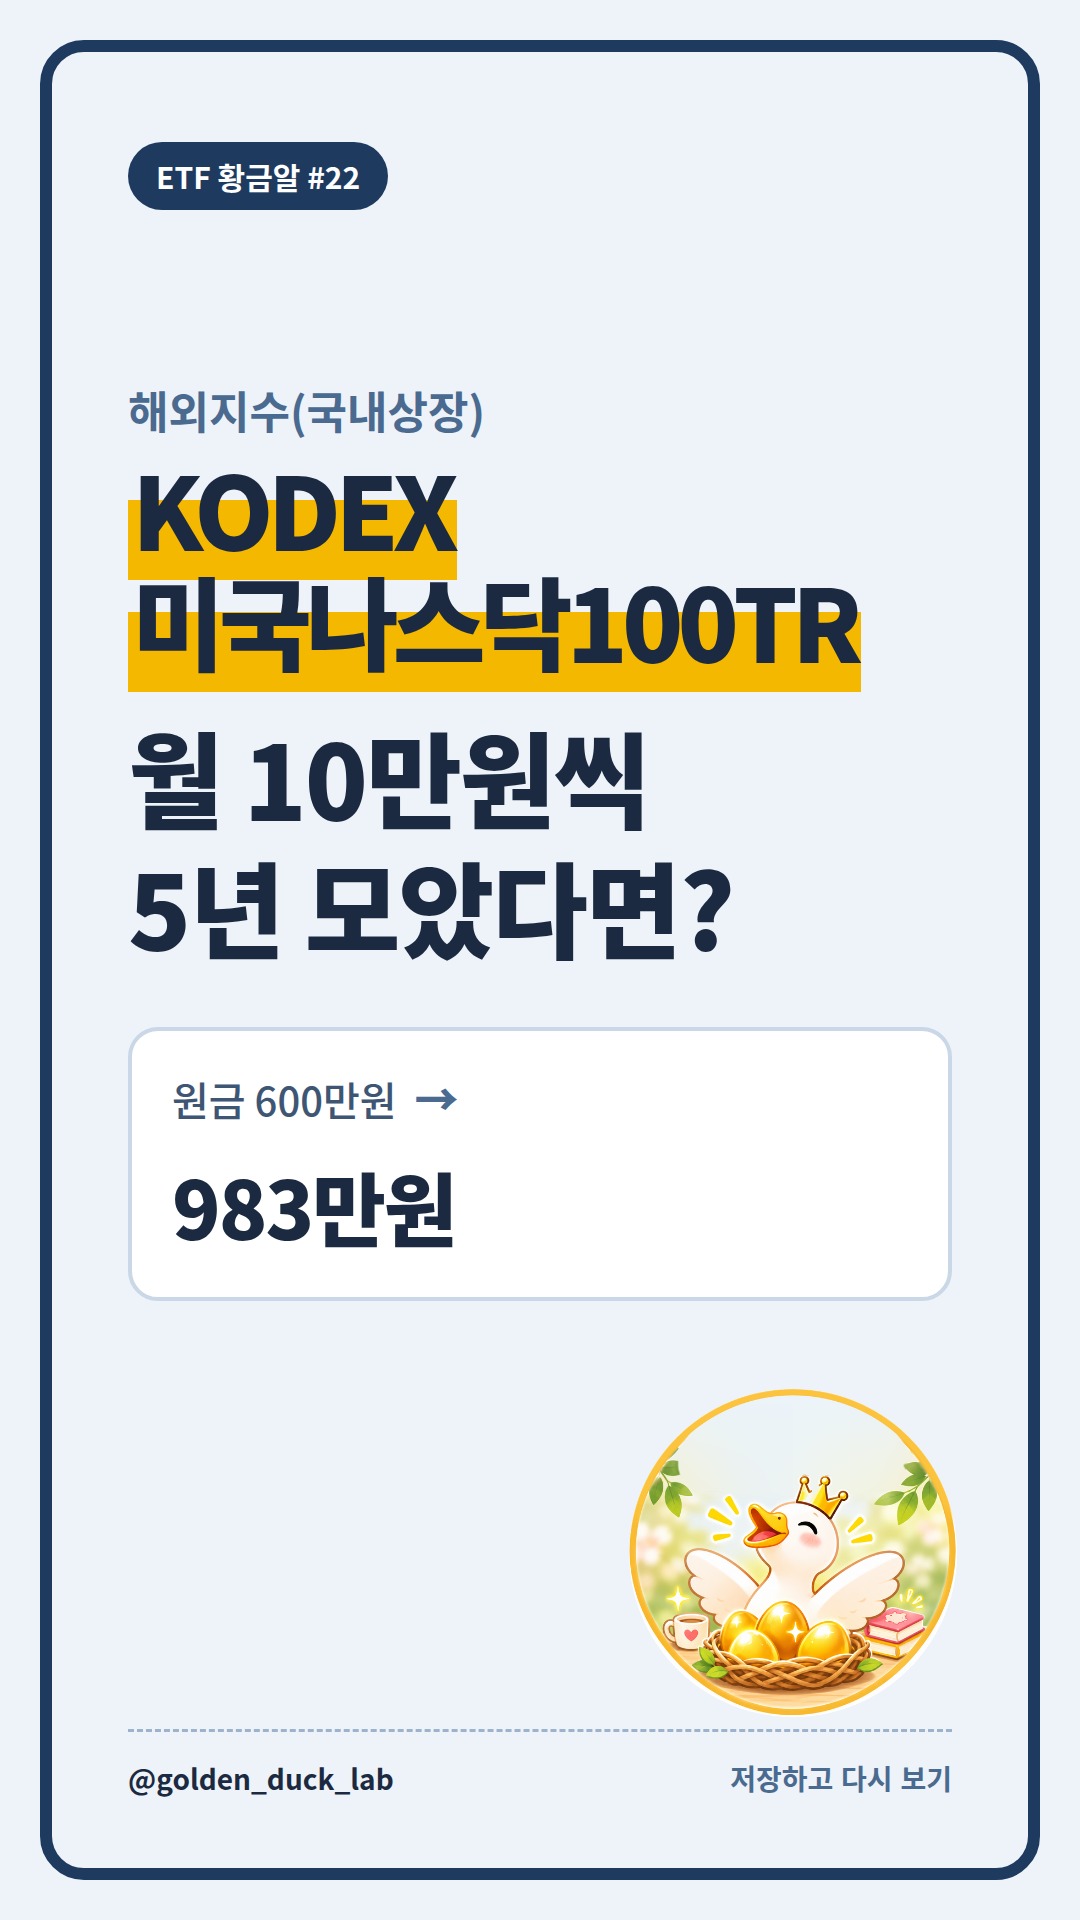 ETF 황금알 #22
해외지수(국내상장)
KODEX
미국나스닥100TR
월 10만원씩
5년 모았다면?
원금 600만원 →
983만원
@golden_duck_lab
저장하고 다시 보기